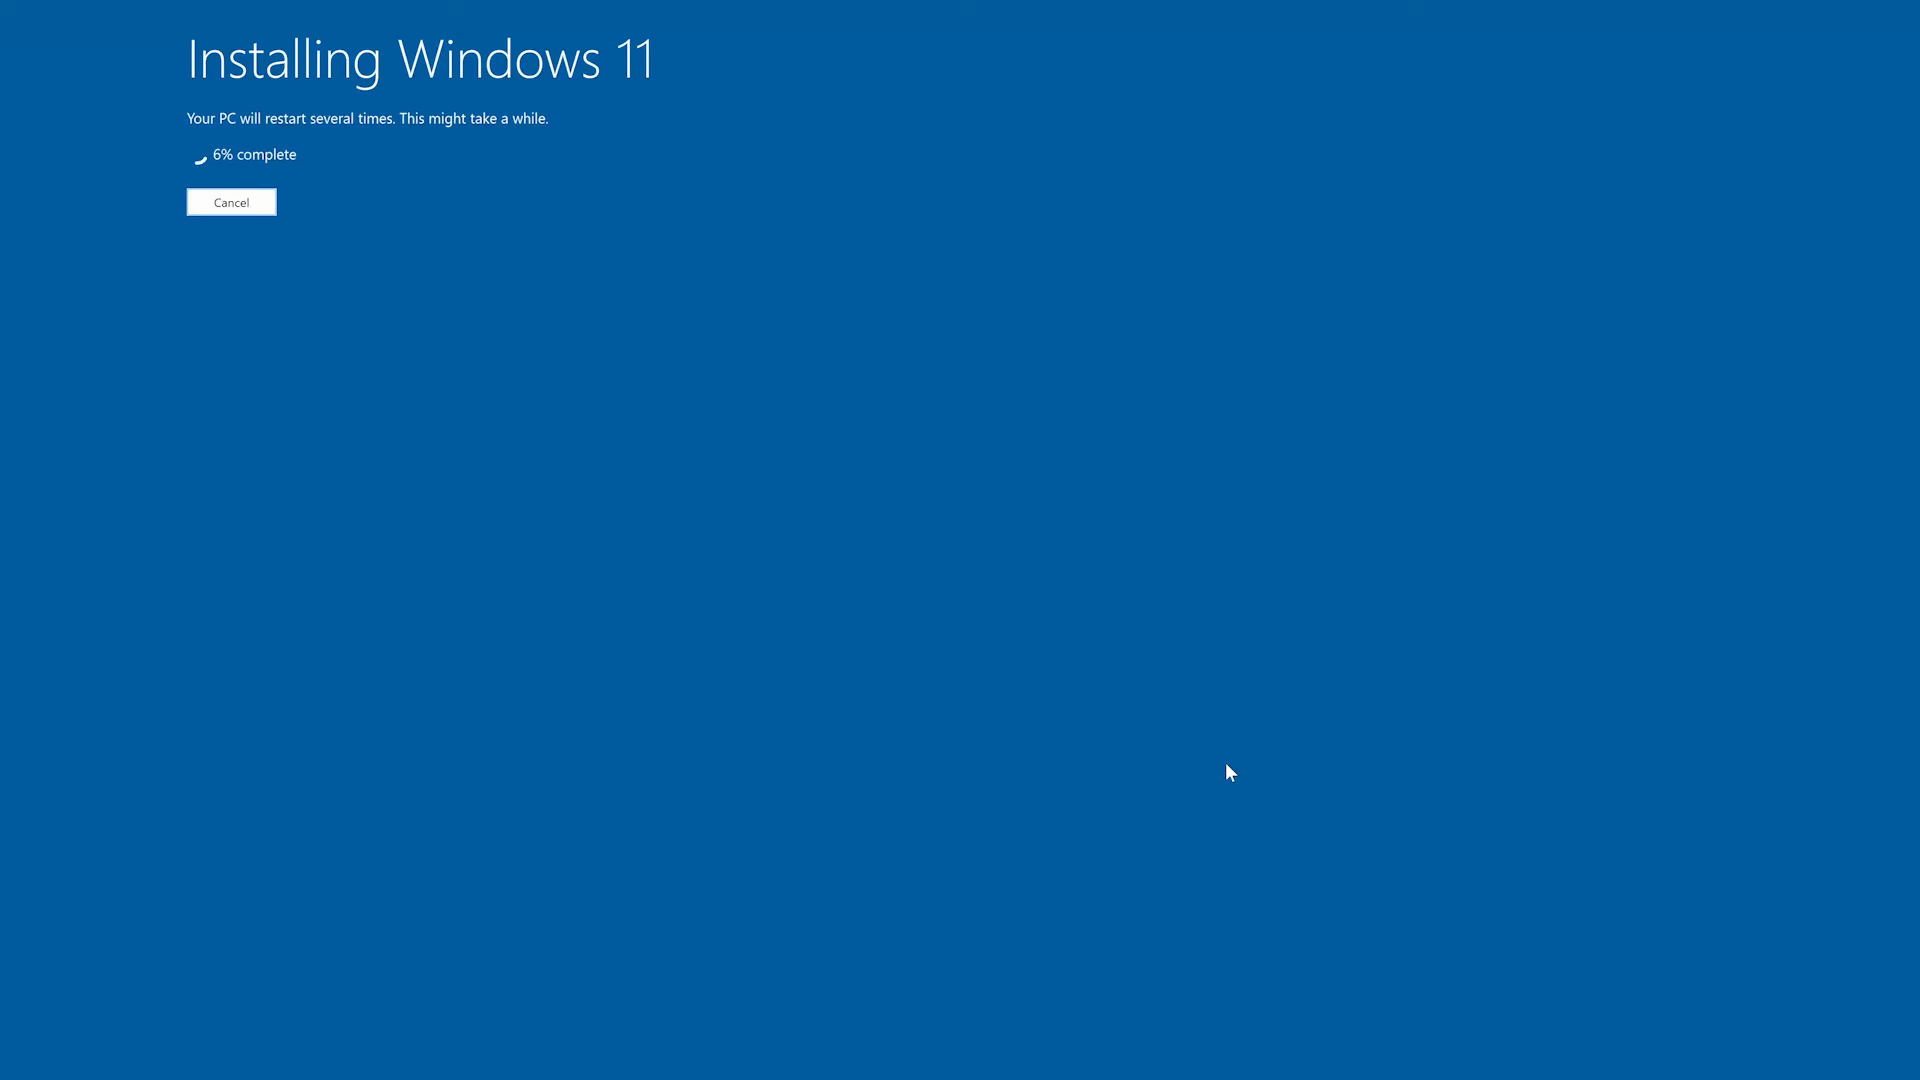 Installing Windows 11
Your PC will restart several times. This might take a while.
6% complete
Cancel